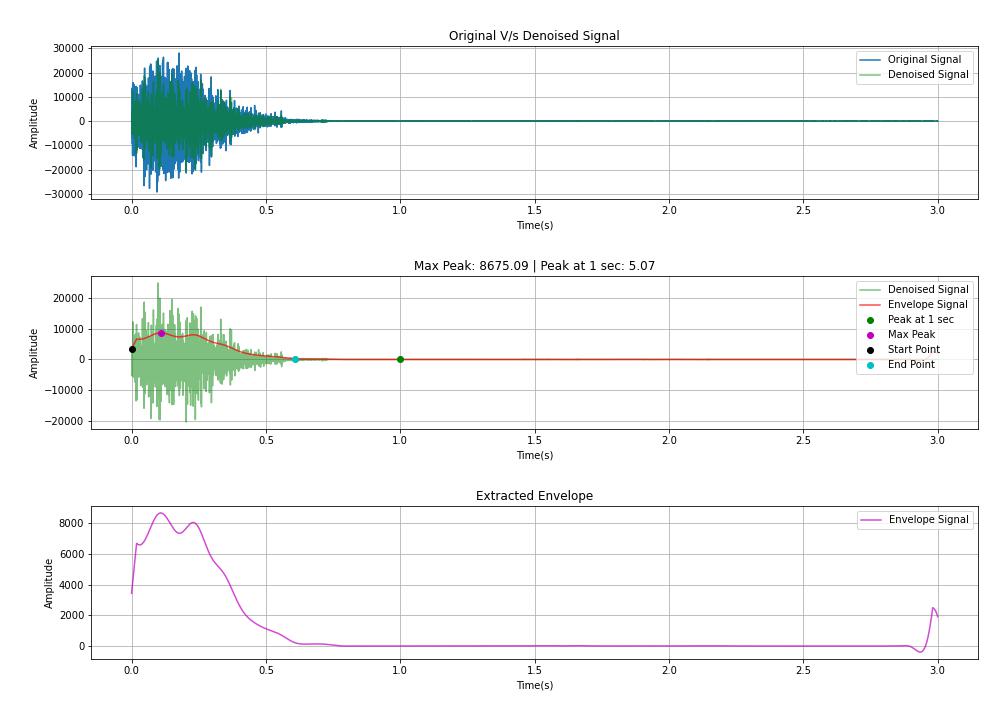 Original V/s Denoised Signal
30000
20000
10000
0
−10000
−20000
−30000
Amplitude
Original Signal
Denoised Signal
0.0 0.5 1.0 1.5 2.0 2.5 3.0
Time(s)
Max Peak: 8675.09 | Peak at 1 sec: 5.07
20000
10000
0
−10000
−20000
Amplitude
Denoised Signal
Envelope Signal
Peak at 1 sec
Max Peak
Start Point
End Point
0.0 0.5 1.0 1.5 2.0 2.5 3.0
Time(s)
Extracted Envelope
8000
6000
4000
2000
0
Amplitude
Envelope Signal
0.0 0.5 1.0 1.5 2.0 2.5 3.0
Time(s)